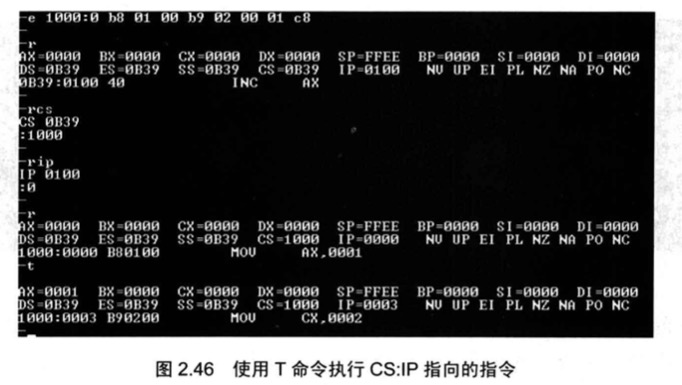 -e 1000:0 b8 01 00 b9 02 00 01 c8
-
-r
AX=0000 BX=0000 CX=0000 DX=0000 SP=FFEE BP=0000 SI=0000 DI=0000
DS=0B39 ES=0B39 SS=0B39 CS=0B39 IP=0100 NV UP EI PL NZ NA PO NC
0B39:0100 40 INC AX
-
-rcs
CS 0B39
:1000
-
-rip
IP 0100
:0
-
-r
AX=0000 BX=0000 CX=0000 DX=0000 SP=FFEE BP=0000 SI=0000 DI=0000
DS=0B39 ES=0B39 SS=0B39 CS=1000 IP=0000 NV UP EI PL NZ NA PO NC
1000:0000 B80100 MOV AX,0001
-t
AX=0001 BX=0000 CX=0000 DX=0000 SP=FFEE BP=0000 SI=0000 DI=0000
DS=0B39 ES=0B39 SS=0B39 CS=1000 IP=0003 NV UP EI PL NZ NA PO NC
1000:0003 B90200 MOV CX,0002
-
图 2.46 使用 T 命令执行 CS:IP 指向的指令